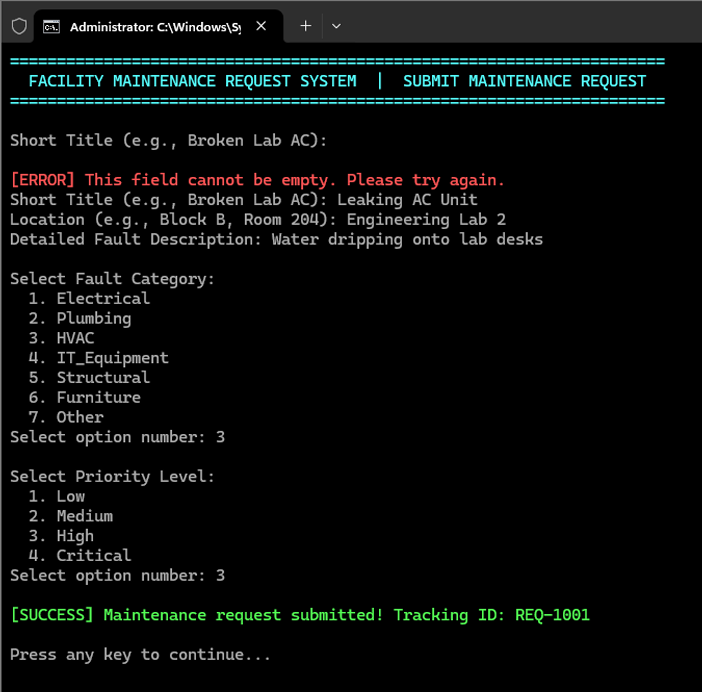 Administrator: C:\Windows\Sy
======================================================================
FACILITY MAINTENANCE REQUEST SYSTEM | SUBMIT MAINTENANCE REQUEST
======================================================================
Short Title (e.g., Broken Lab AC):
[ERROR] This field cannot be empty. Please try again.
Short Title (e.g., Broken Lab AC): Leaking AC Unit
Location (e.g., Block B, Room 204): Engineering Lab 2
Detailed Fault Description: Water dripping onto lab desks
Select Fault Category:
1. Electrical
2. Plumbing
3. HVAC
4. IT_Equipment
5. Structural
6. Furniture
7. Other
Select option number: 3
Select Priority Level:
1. Low
2. Medium
3. High
4. Critical
Select option number: 3
[SUCCESS] Maintenance request submitted! Tracking ID: REQ-1001
Press any key to continue...